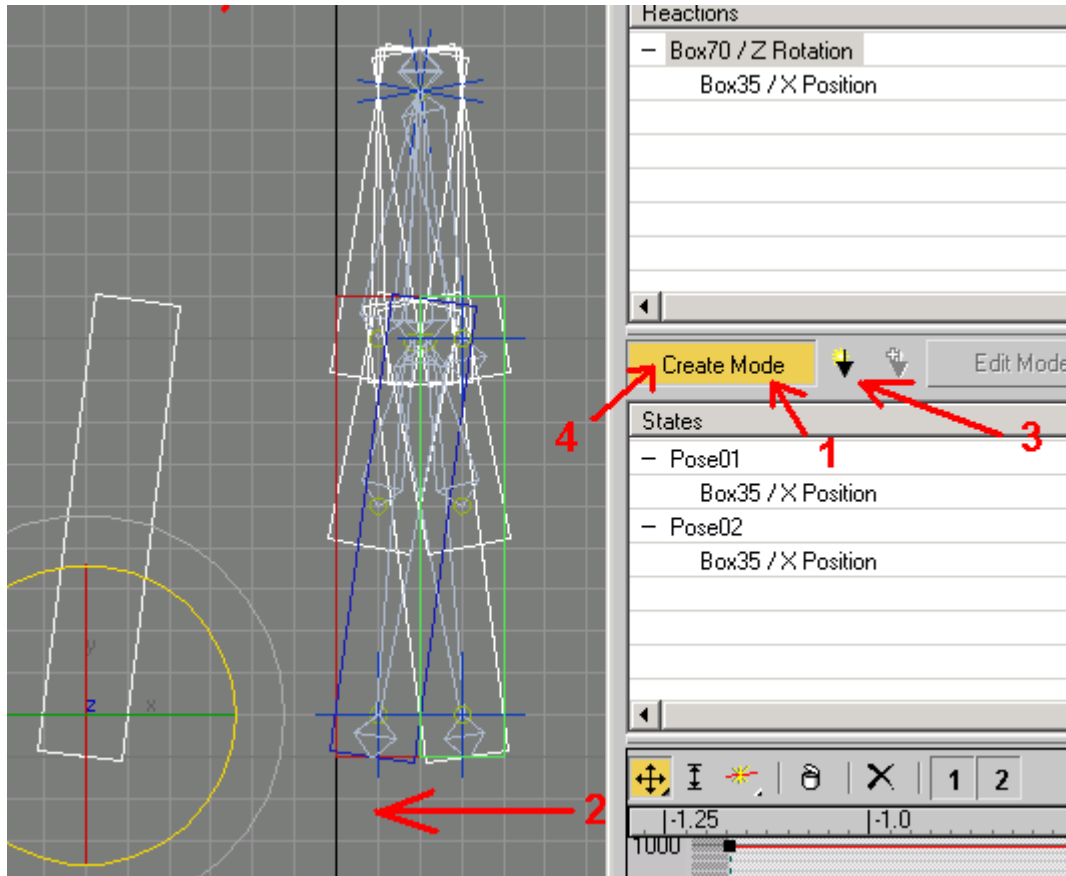 Reactions
− Box70 / Z Rotation
Box35 / X Position
Create Mode
Edit Mode
4
1
3
States
− Pose01
Box35 / X Position
− Pose02
Box35 / X Position
y
z
x
2
1 2
-1.25 -1.0
1000